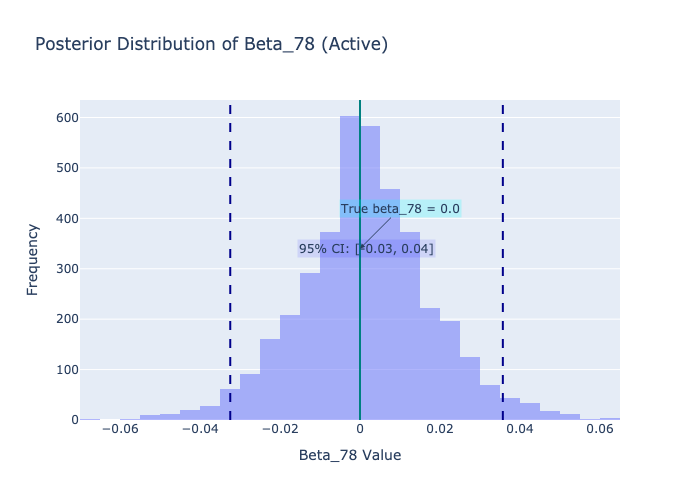 Posterior Distribution of Beta_78 (Active)
Frequency
600
500
400
300
200
100
0
True beta_78 = 0.0
95% CI: [-0.03, 0.04]
−0.06
−0.04
−0.02
0
0.02
0.04
0.06
Beta_78 Value